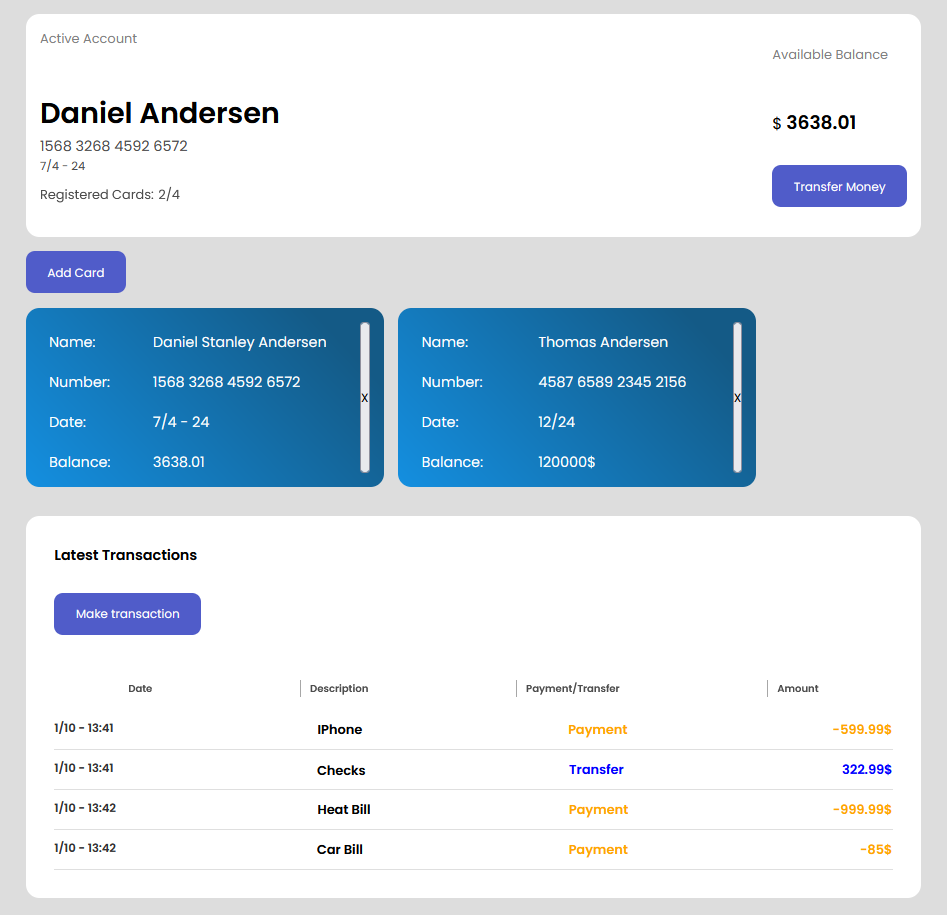 Active Account
Available Balance
Daniel Andersen
$ 3638.01
1568 3268 4592 6572
7/4 - 24
Registered Cards: 2/4
Transfer Money
Add Card
Name: Daniel Stanley Andersen
Number: 1568 3268 4592 6572
Date: 7/4 - 24
Balance: 3638.01
X
Name: Thomas Andersen
Number: 4587 6589 2345 2156
Date: 12/24
Balance: 120000$
X
Latest Transactions
Make transaction
Date Description Payment/Transfer Amount
1/10 - 13:41 IPhone Payment -599.99$
1/10 - 13:41 Checks Transfer 322.99$
1/10 - 13:42 Heat Bill Payment -999.99$
1/10 - 13:42 Car Bill Payment -85$